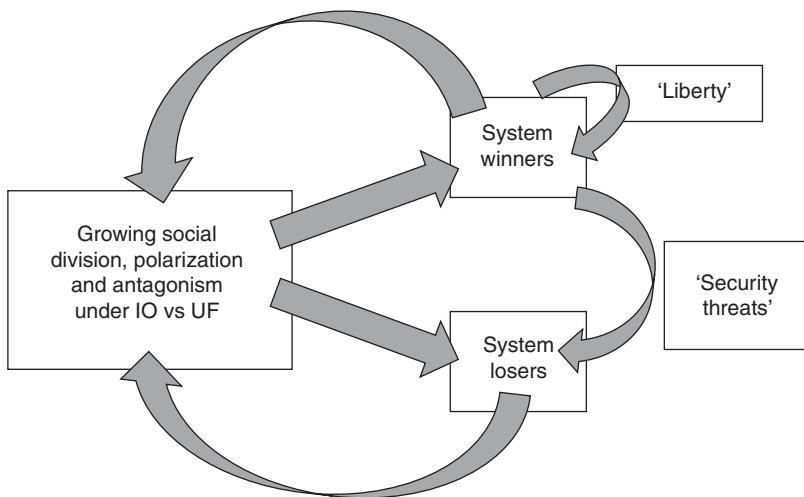 ‘Liberty’
System
winners
Growing social
division, polarization
and antagonism
under IO vs UF
‘Security
threats’
System
losers